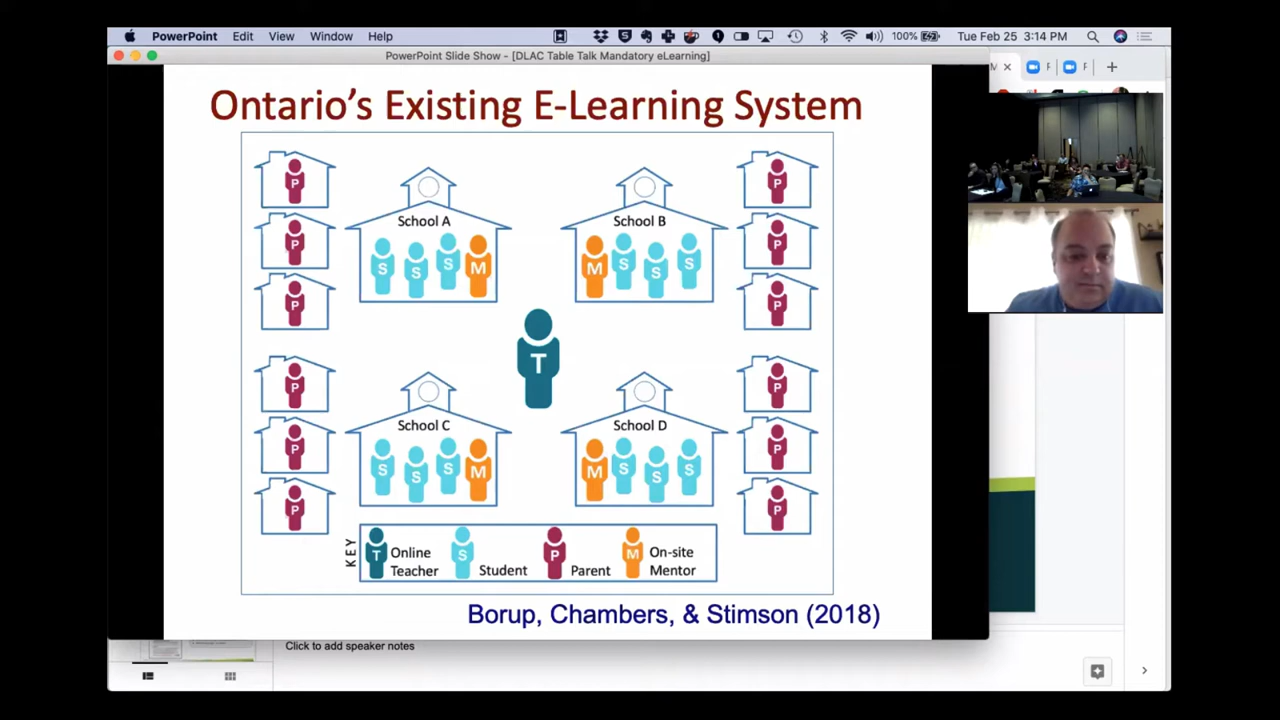 PowerPoint Edit View Window Help 100% Tue Feb 25 3:14 PM
PowerPoint Slide Show - [DLAC Table Talk Mandatory eLearning]
Ontario's Existing E-Learning System
P P
School A School B
P S S S M M S S S P
P P
T
P P
School C School D
P S S S M M S S S P
P P
KEY
T Online Teacher
S Student
P Parent
M On-site Mentor
Borup, Chambers, & Stimson (2018)
Click to add speaker notes